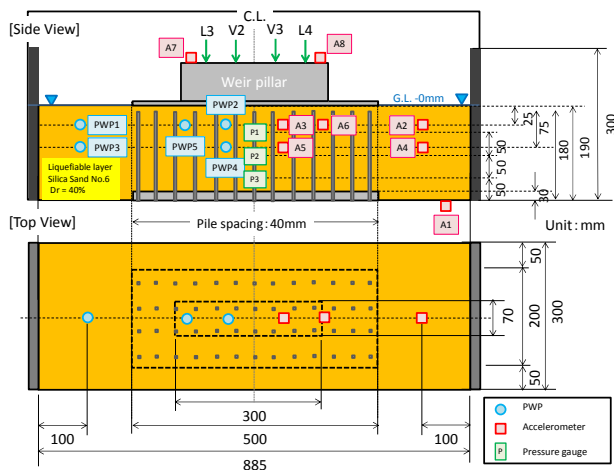 C.L.
[Side View]
L3 V2 V3 L4
A7
A8
Weir pillar
G.L. -0mm
PWP2
PWP1
P1
A3
A6
A2
PWP3
PWP5
P2
A5
A4
PWP4
P3
Liquefiable layer
Silica Sand No.6
Dr = 40%
25
75
50
50
50
30
180
190
300
A1
[Top View]
Pile spacing : 40mm
Unit : mm
50
70
200
300
50
300
100
500
100
885
PWP
Accelerometer
P
Pressure gauge